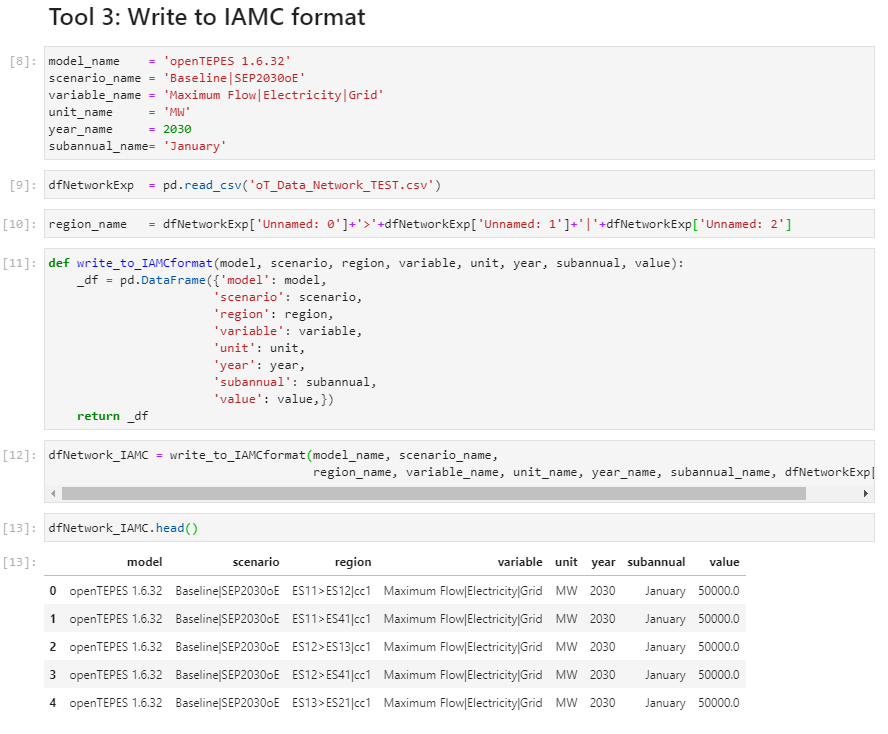 Tool 3: Write to IAMC format
[8]: model_name    = 'openTEPES 1.6.32'
scenario_name = 'Baseline|SEP2030oE'
variable_name = 'Maximum Flow|Electricity|Grid'
unit_name     = 'MW'
year_name     = 2030
subannual_name= 'January'
[9]: dfNetworkExp  = pd.read_csv('oT_Data_Network_TEST.csv')
[10]: region_name   = dfNetworkExp['Unnamed: 0']+'>'+dfNetworkExp['Unnamed: 1']+'|'+dfNetworkExp['Unnamed: 2']
[11]: def write_to_IAMCformat(model, scenario, region, variable, unit, year, subannual, value):
    _df = pd.DataFrame({'model': model,
                       'scenario': scenario,
                       'region': region,
                       'variable': variable,
                       'unit': unit,
                       'year': year,
                       'subannual': subannual,
                       'value': value,})
    return _df
[12]: dfNetwork_IAMC = write_to_IAMCformat(model_name, scenario_name,
                                     region_name, variable_name, unit_name, year_name, subannual_name, dfNetworkExp[
[13]: dfNetwork_IAMC.head()
[13]: model scenario region variable unit year subannual value
0 openTEPES 1.6.32 Baseline|SEP2030oE ES11>ES12|cc1 Maximum Flow|Electricity|Grid MW 2030 January 50000.0
1 openTEPES 1.6.32 Baseline|SEP2030oE ES11>ES41|cc1 Maximum Flow|Electricity|Grid MW 2030 January 50000.0
2 openTEPES 1.6.32 Baseline|SEP2030oE ES12>ES13|cc1 Maximum Flow|Electricity|Grid MW 2030 January 50000.0
3 openTEPES 1.6.32 Baseline|SEP2030oE ES12>ES41|cc1 Maximum Flow|Electricity|Grid MW 2030 January 50000.0
4 openTEPES 1.6.32 Baseline|SEP2030oE ES13>ES21|cc1 Maximum Flow|Electricity|Grid MW 2030 January 50000.0